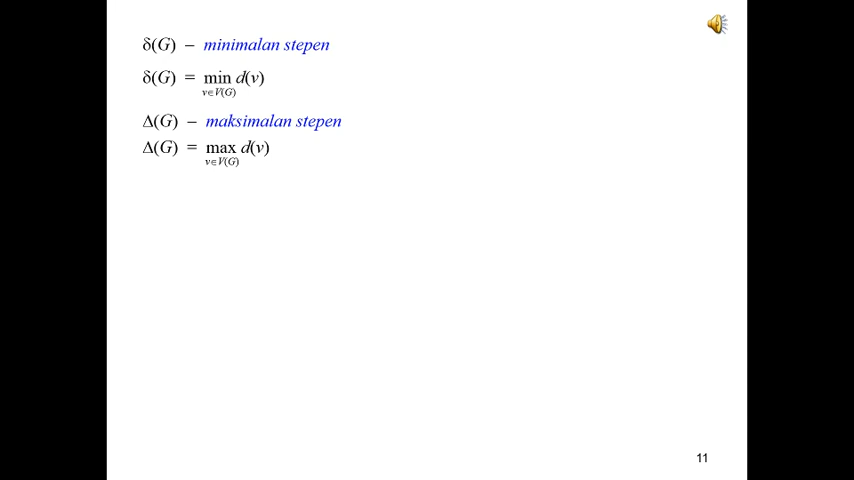 δ(G) – minimalan stepen
δ(G) = min d(v)
v∈V(G)
Δ(G) – maksimalan stepen
Δ(G) = max d(v)
v∈V(G)
11